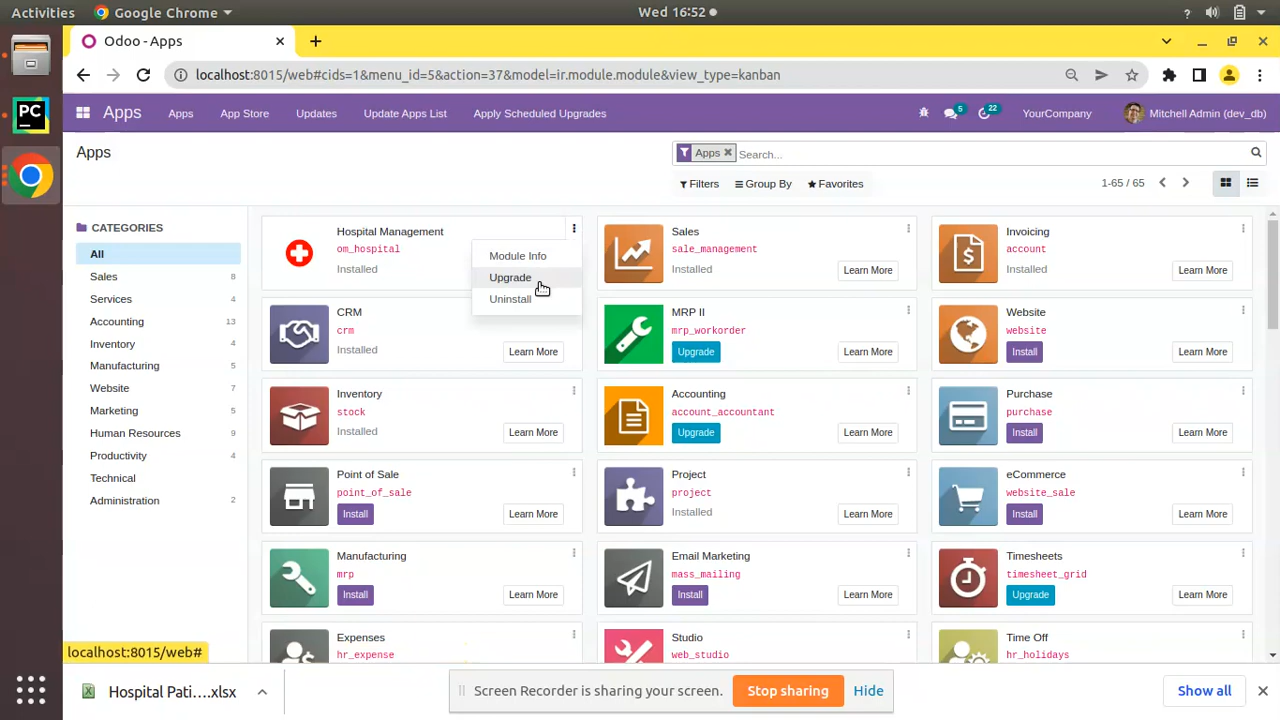 Activities Google Chrome Wed 16:52
Odoo - Apps
localhost:8015/web#cids=1&menu_id=5&action=37&model=ir.module.module&view_type=kanban
Apps Apps App Store Updates Update Apps List Apply Scheduled Upgrades 5 22 YourCompany Mitchell Admin (dev_db)
Apps Apps Search...
Filters Group By Favorites 1-65 / 65
CATEGORIES
All
Sales 8
Services 4
Accounting 13
Inventory 4
Manufacturing 5
Website 7
Marketing 5
Human Resources 9
Productivity 4
Technical
Administration 2
Hospital Management
om_hospital
Installed
Module Info
Upgrade
Uninstall
Sales
sale_management
Installed Learn More
Invoicing
account
Installed Learn More
CRM
crm
Installed Learn More
MRP II
mrp_workorder
Upgrade Learn More
Website
website
Install Learn More
Inventory
stock
Installed Learn More
Accounting
account_accountant
Upgrade Learn More
Purchase
purchase
Install Learn More
Point of Sale
point_of_sale
Install Learn More
Project
project
Installed Learn More
eCommerce
website_sale
Install Learn More
Manufacturing
mrp
Install Learn More
Email Marketing
mass_mailing
Install Learn More
Timesheets
timesheet_grid
Upgrade Learn More
Expenses
hr_expense
Studio
web_studio
Time Off
hr_holidays
localhost:8015/web#
PC
Hospital Pati....xlsx
Screen Recorder is sharing your screen. Stop sharing Hide
Show all